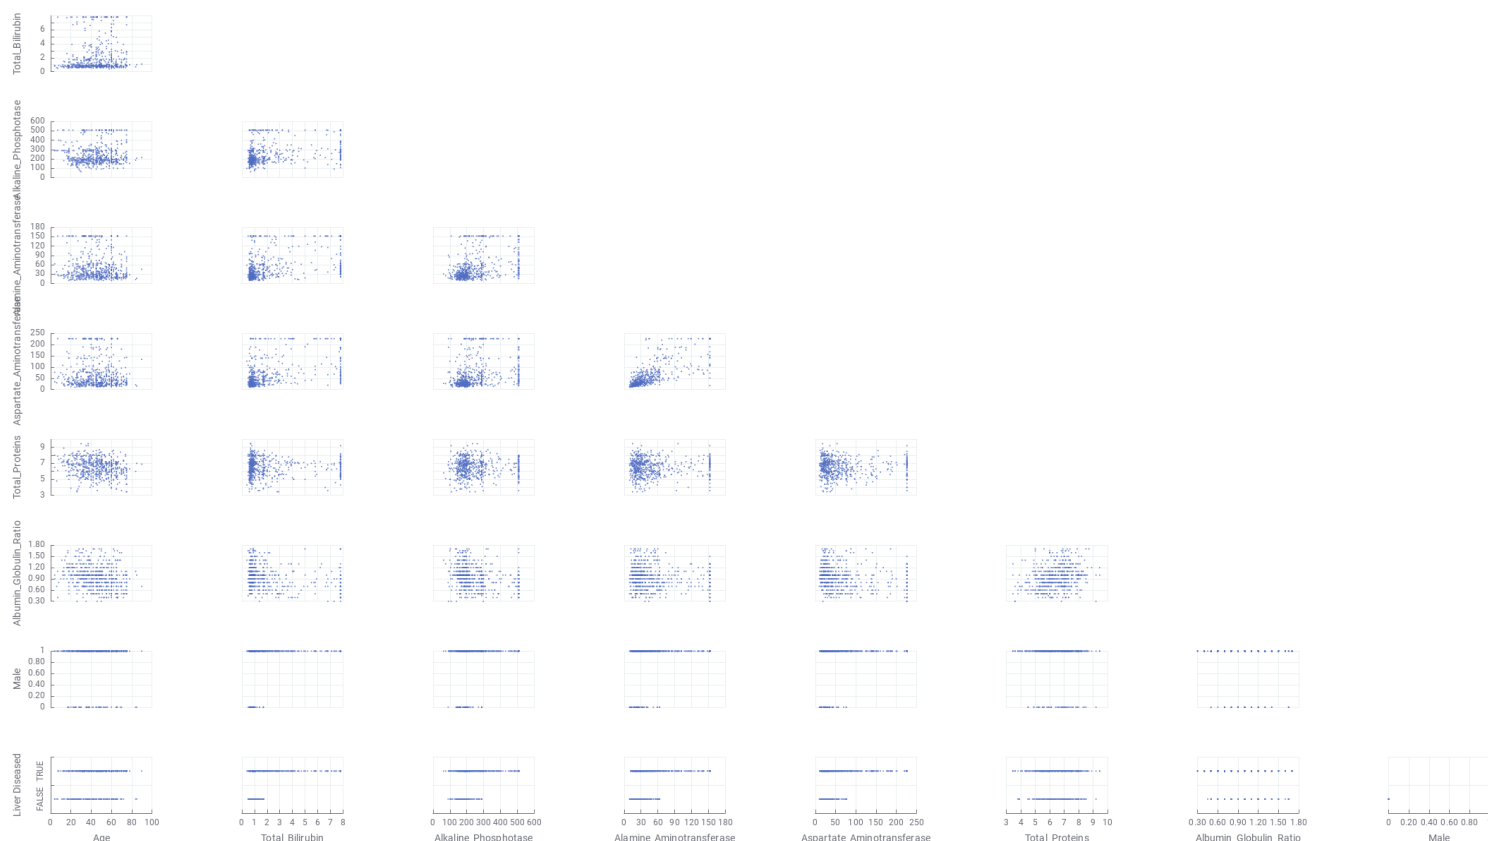 Total_Bilirubin
6
4
2
0
Alkaline_Phosphotase
600
500
400
300
200
100
0
Alamine_Aminotransferase
180
150
120
90
60
30
0
Aspartate_Aminotransferase
250
200
150
100
50
0
Total_Proteins
9
7
5
3
Albumin_Globulin_Ratio
1.80
1.50
1.20
0.90
0.60
0.30
Male
1
0.80
0.60
0.40
0.20
0
Liver Diseased
TRUE
FALSE
0 20 40 60 80 100
0 1 2 3 4 5 6 7 8
0 100 200 300 400 500 600
0 30 60 90 120 150 180
0 50 100 150 200 250
3 4 5 6 7 8 9 10
0.30 0.60 0.90 1.20 1.50 1.80
0 0.20 0.40 0.60 0.80
Age
Total_Bilirubin
Alkaline_Phosphotase
Alamine_Aminotransferase
Aspartate_Aminotransferase
Total_Proteins
Albumin_Globulin_Ratio
Male